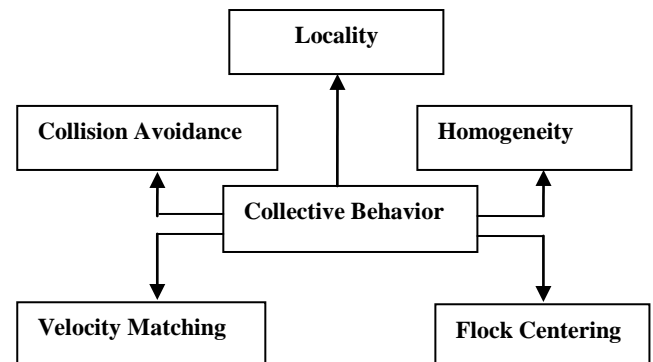 Locality
Collision Avoidance
Homogeneity
Collective Behavior
Velocity Matching
Flock Centering